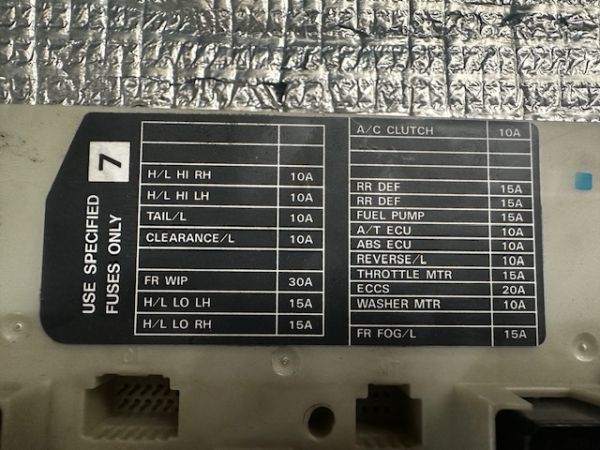 USE SPECIFIED
FUSES ONLY
7
H/L HI RH 10A
H/L HI LH 10A
TAIL/L 10A
CLEARANCE/L 10A
FR WIP 30A
H/L LO LH 15A
H/L LO RH 15A
A/C CLUTCH 10A
RR DEF 15A
RR DEF 15A
FUEL PUMP 15A
A/T ECU 10A
ABS ECU 10A
REVERSE/L 10A
THROTTLE MTR 15A
ECCS 20A
WASHER MTR 10A
FR FOG/L 15A